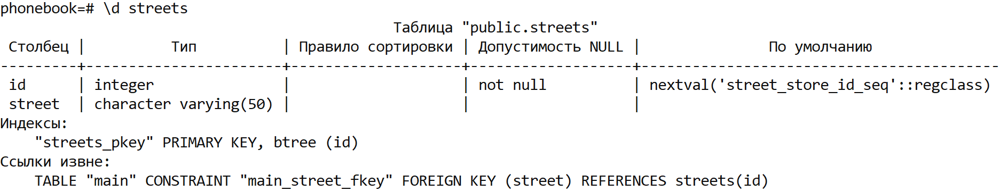 phonebook=# \d streets
Таблица "public.streets"
Столбец | Тип | Правило сортировки | Допустимость NULL | По умолчанию
---------+-----------------------+--------------------+-------------------+-----------------------------------------
id | integer | | not null | nextval('street_store_id_seq'::regclass)
street | character varying(50) | | |
Индексы:
"streets_pkey" PRIMARY KEY, btree (id)
Ссылки извне:
TABLE "main" CONSTRAINT "main_street_fkey" FOREIGN KEY (street) REFERENCES streets(id)